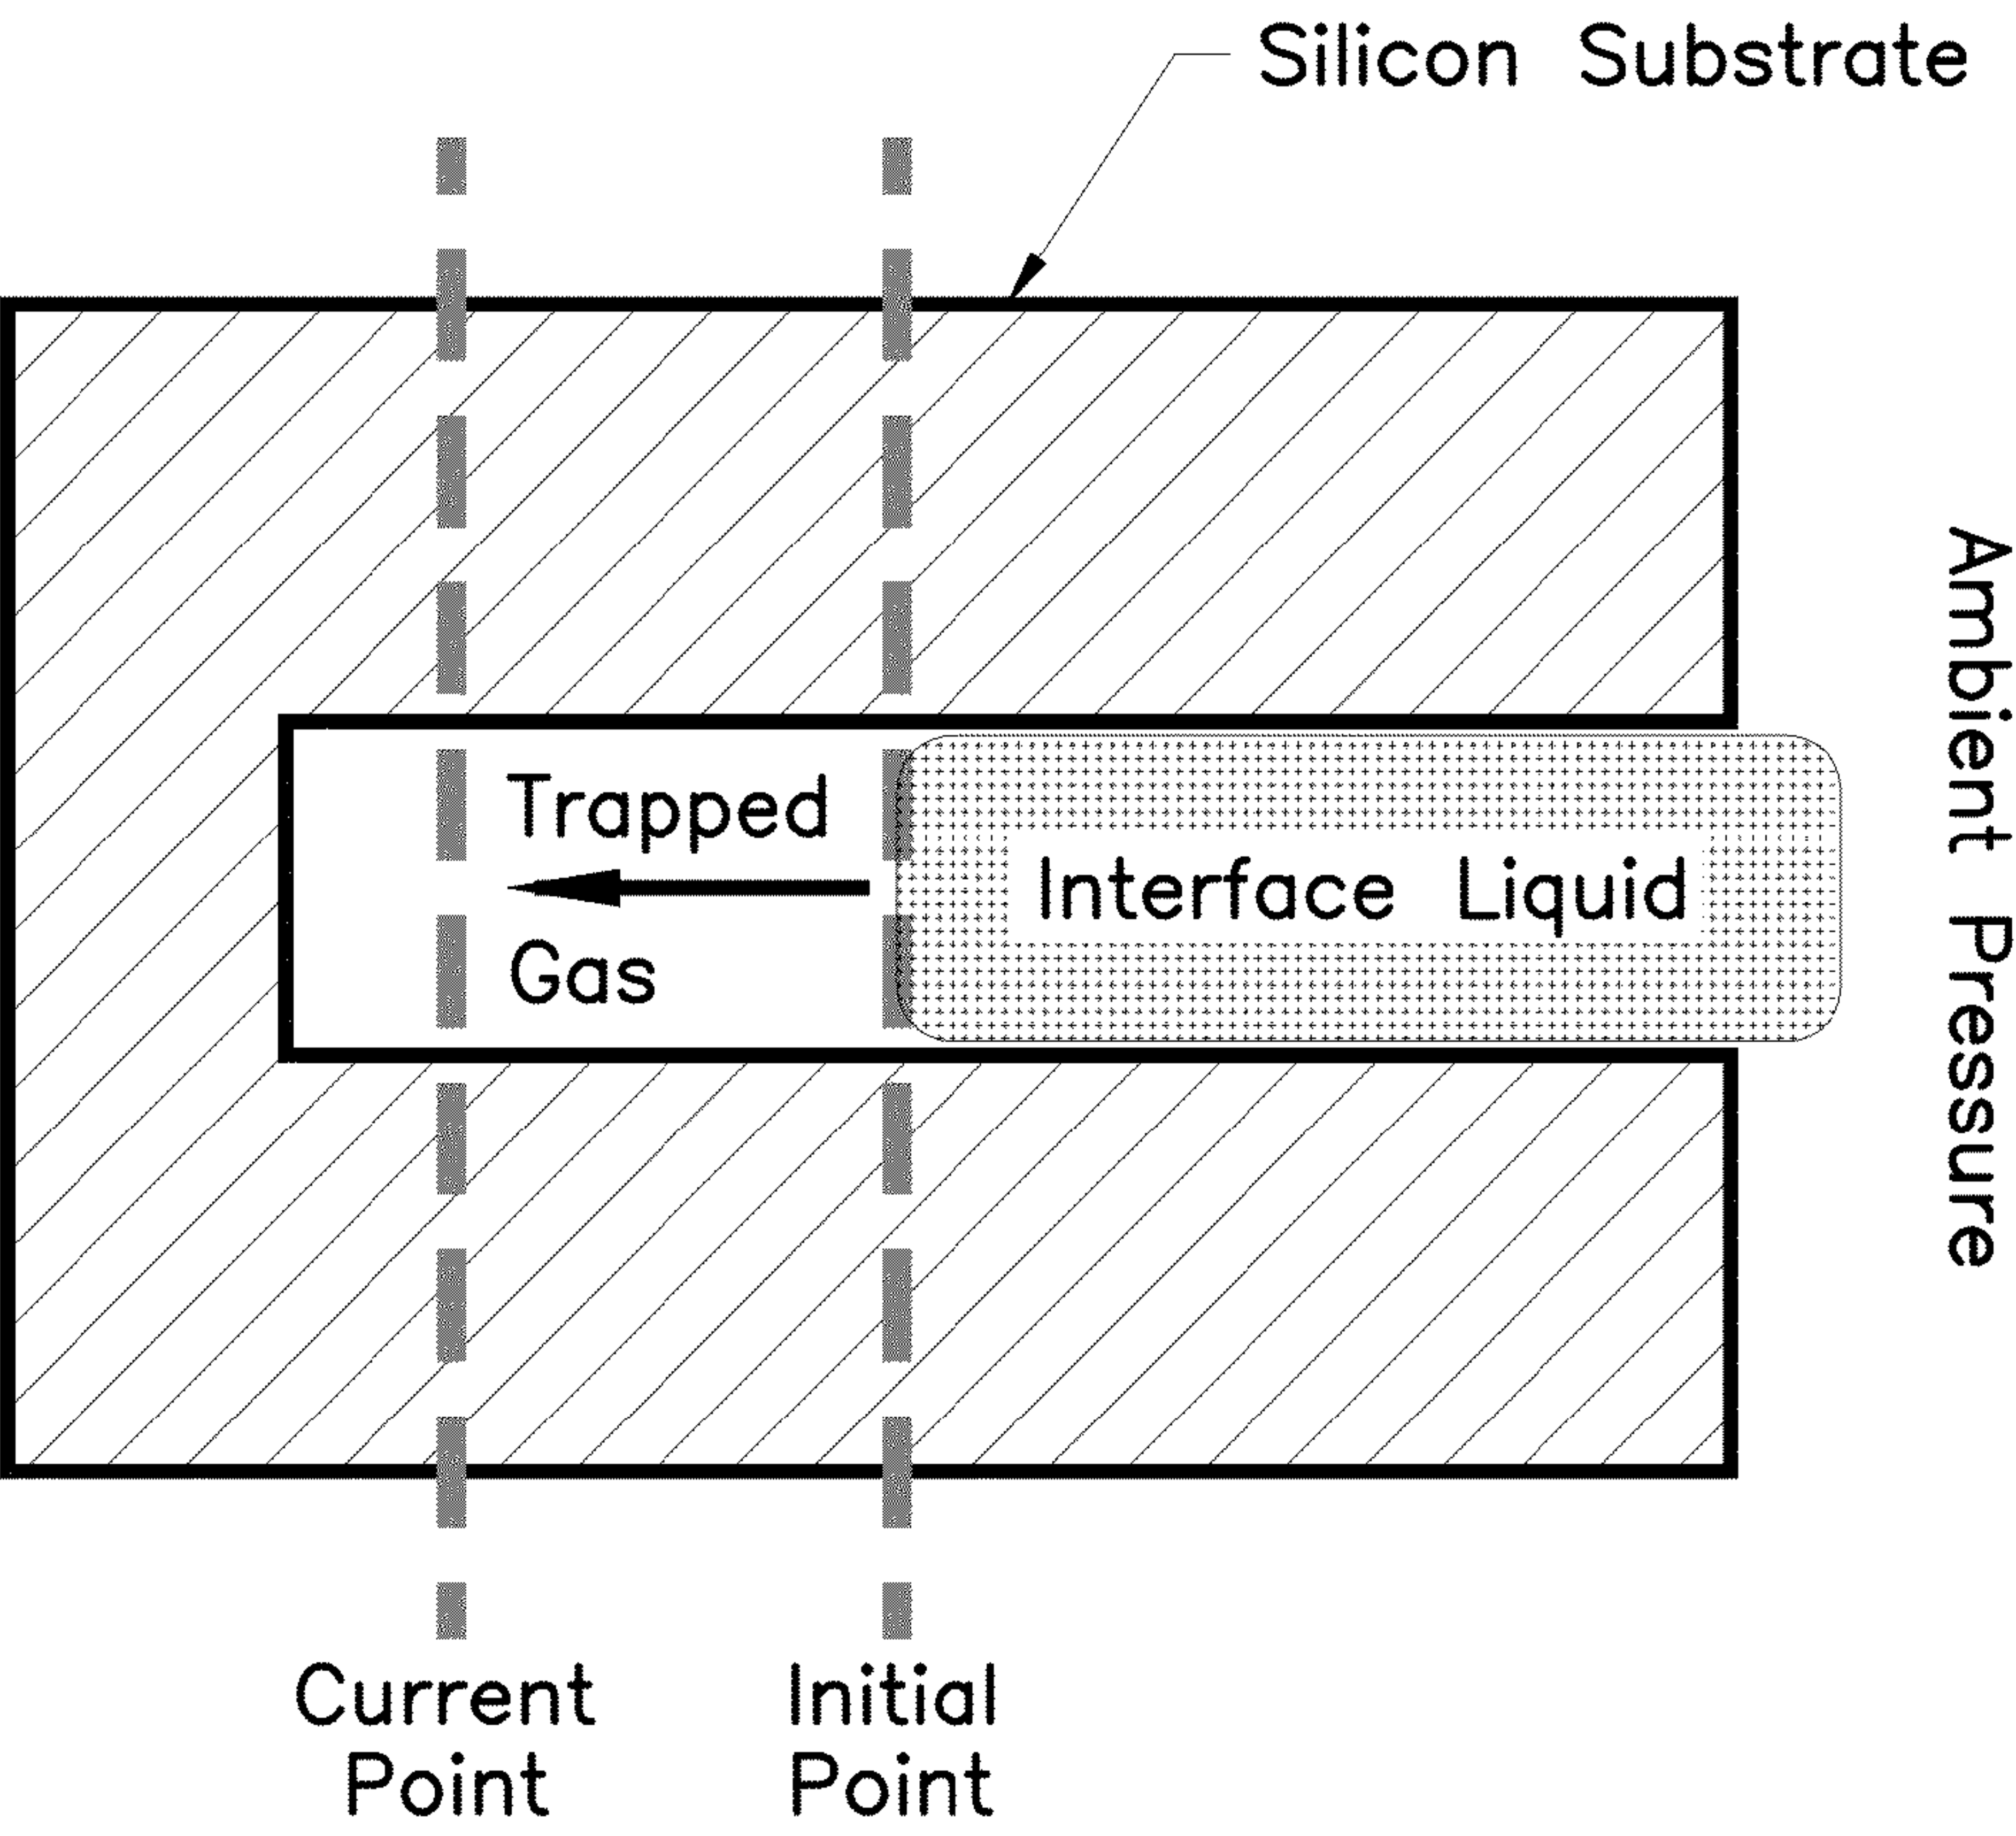 Silicon Substrate
Trapped
Gas
Interface Liquid
Ambient Pressure
Current
Point
Initial
Point